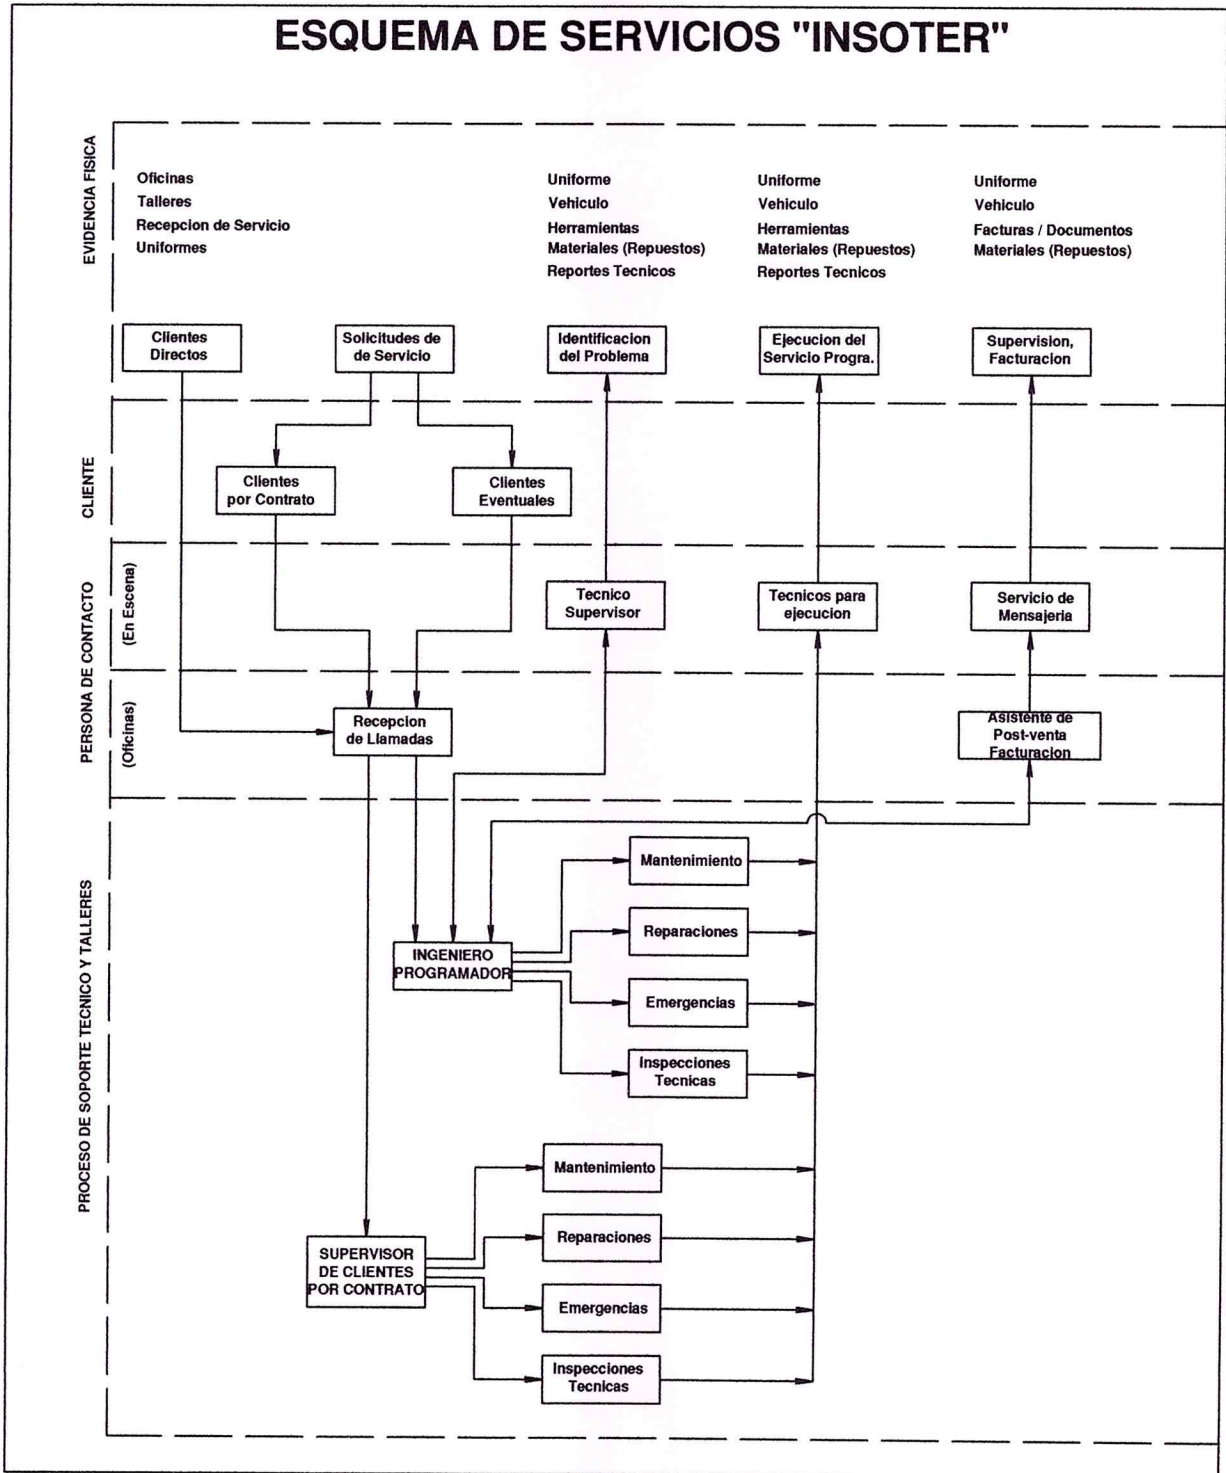 ESQUEMA DE SERVICIOS "INSOTER"
EVIDENCIA FISICA
Oficinas
Talleres
Recepcion de Servicio
Uniformes
Uniforme
Vehiculo
Herramientas
Materiales (Repuestos)
Reportes Tecnicos
Uniforme
Vehiculo
Herramientas
Materiales (Repuestos)
Reportes Tecnicos
Uniforme
Vehiculo
Facturas / Documentos
Materiales (Repuestos)
Clientes
Directos
Solicitudes de
de Servicio
Identificacion
del Problema
Ejecucion del
Servicio Progra.
Supervision,
Facturacion
CLIENTE
Clientes
por Contrato
Clientes
Eventuales
PERSONA DE CONTACTO
(En Escena)
Tecnico
Supervisor
Tecnicos para
ejecucion
Servicio de
Mensajeria
(Oficinas)
Recepcion
de Llamadas
Asistente de
Post-venta
Facturacion
PROCESO DE SOPORTE TECNICO Y TALLERES
INGENIERO
PROGRAMADOR
Mantenimiento
Reparaciones
Emergencias
Inspecciones
Tecnicas
SUPERVISOR
DE CLIENTES
POR CONTRATO
Mantenimiento
Reparaciones
Emergencias
Inspecciones
Tecnicas